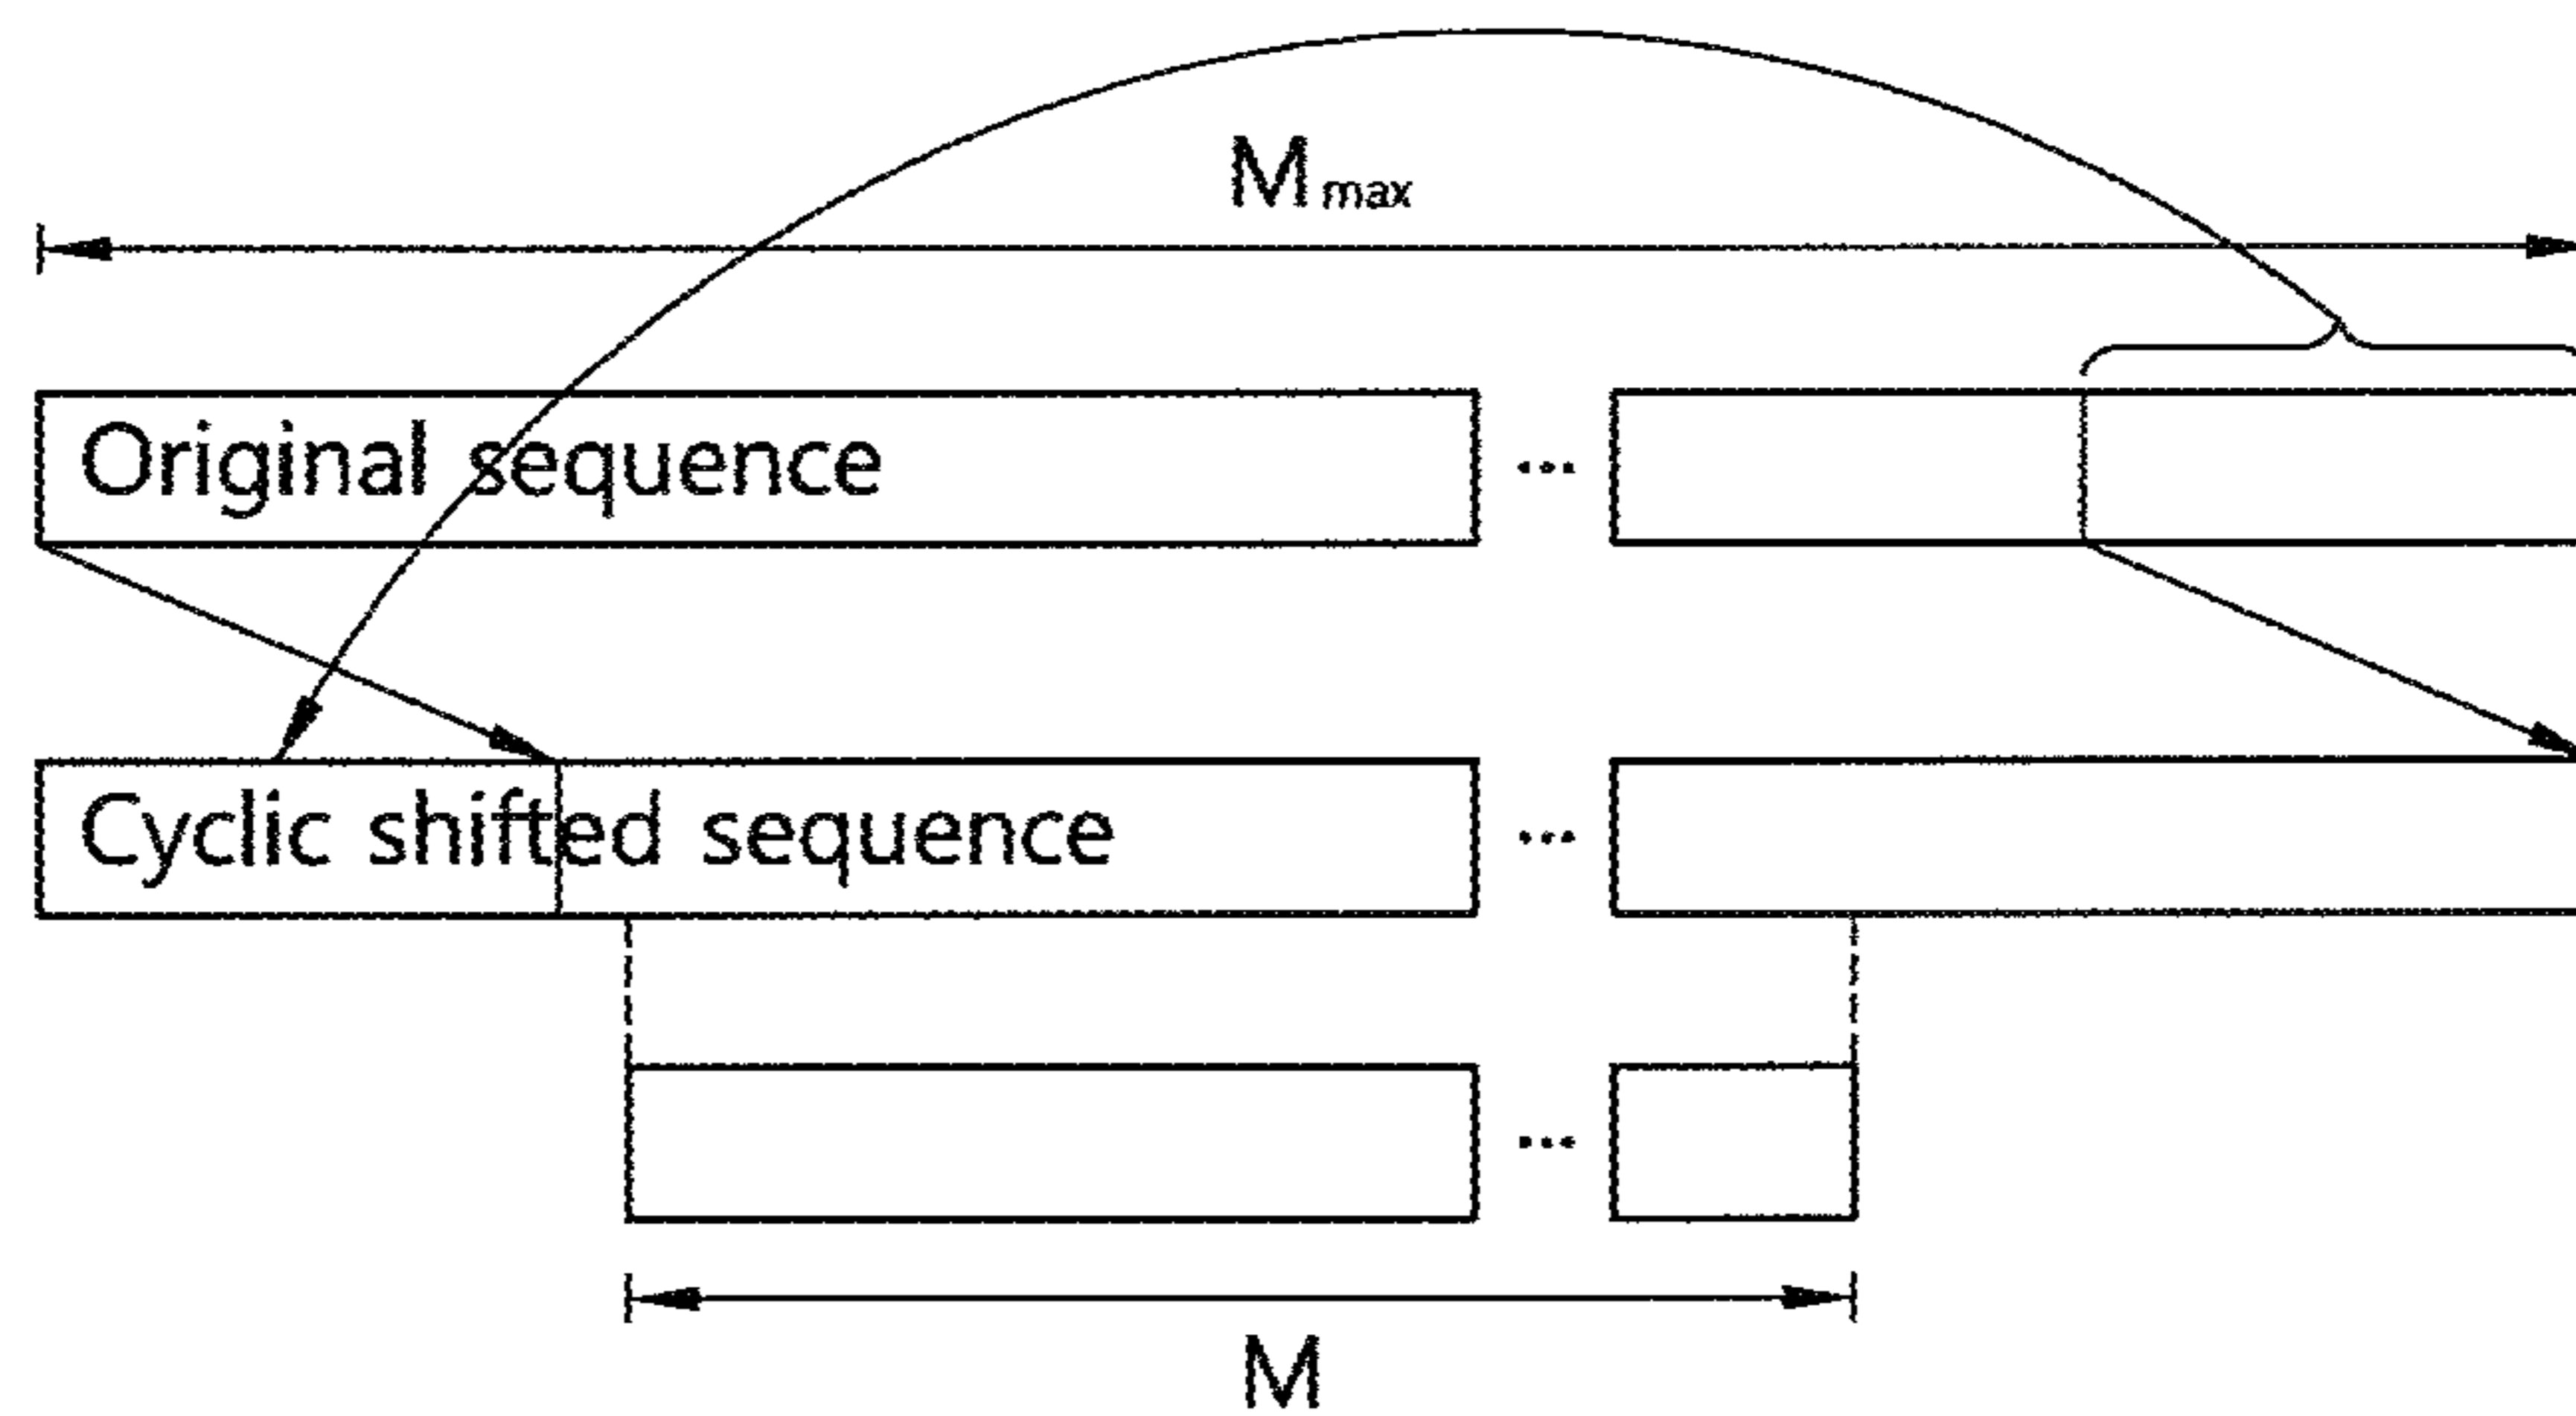 Mmax
Original sequence ...
Cyclic shifted sequence ...
...
M